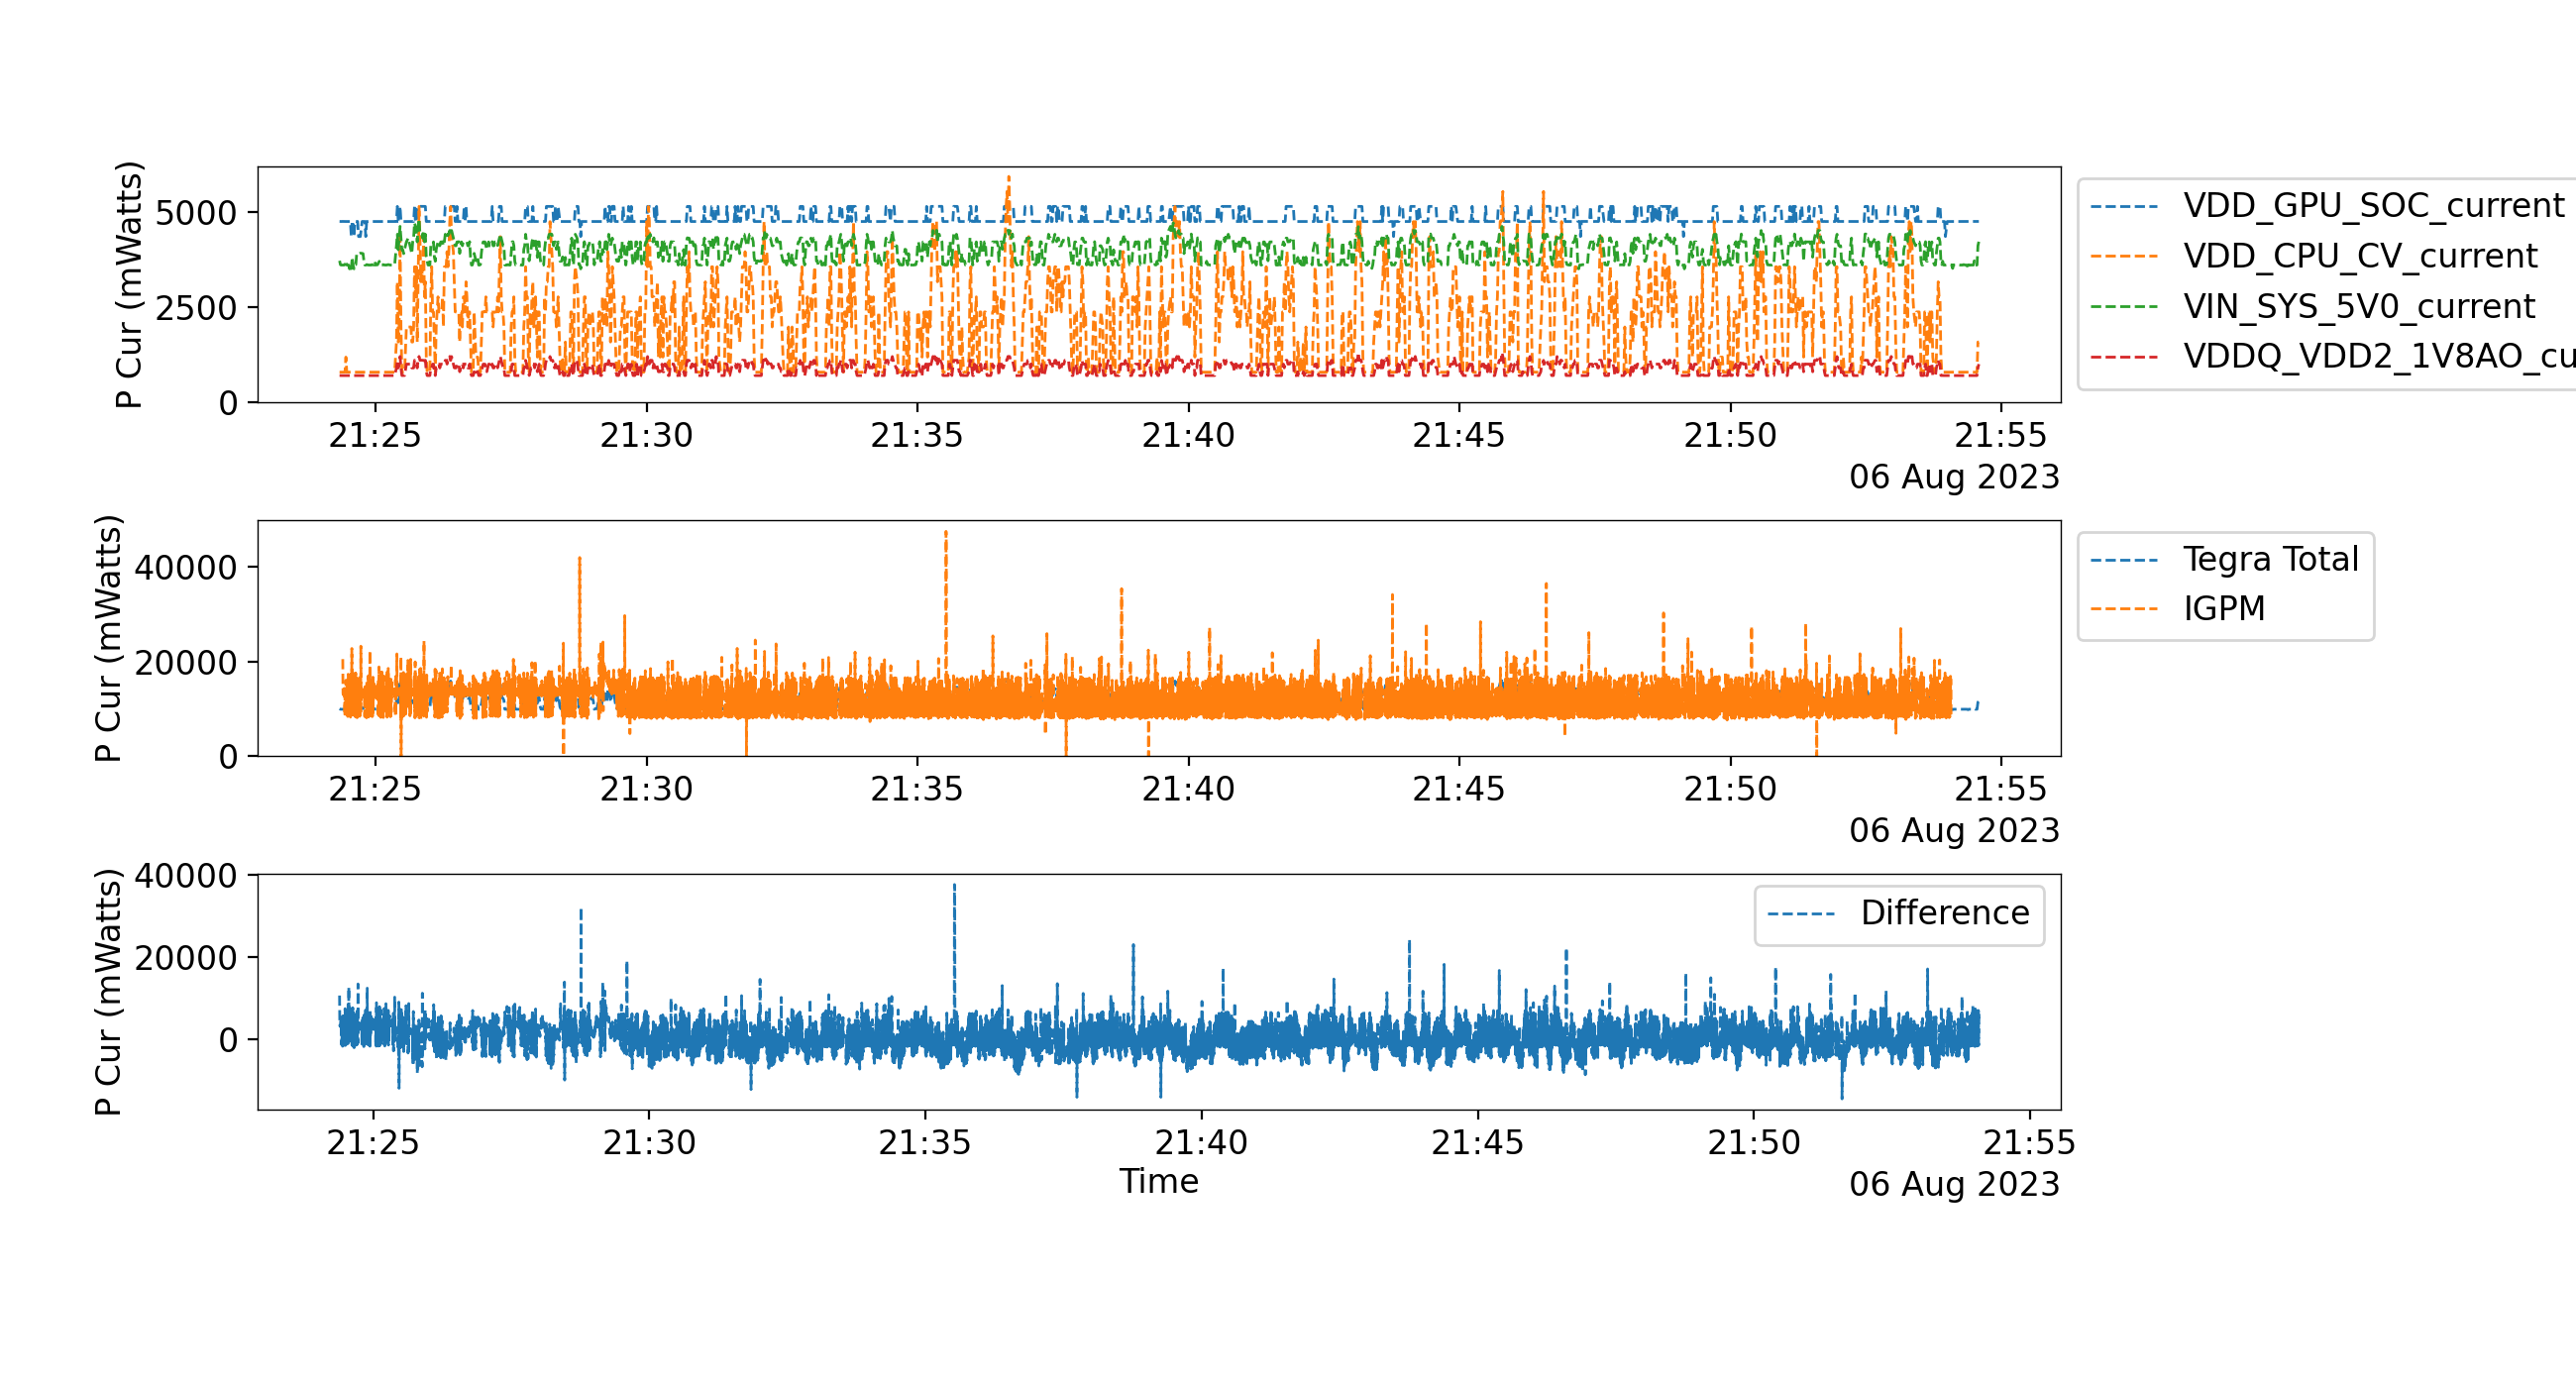 P Cur (mWatts)
5000
2500
0
21:25 21:30 21:35 21:40 21:45 21:50 21:55
06 Aug 2023
VDD_GPU_SOC_current
VDD_CPU_CV_current
VIN_SYS_5V0_current
VDDQ_VDD2_1V8AO_cu
P Cur (mWatts)
40000
20000
0
21:25 21:30 21:35 21:40 21:45 21:50 21:55
06 Aug 2023
Tegra Total
IGPM
P Cur (mWatts)
40000
20000
0
Difference
21:25 21:30 21:35 21:40 21:45 21:50 21:55
Time
06 Aug 2023